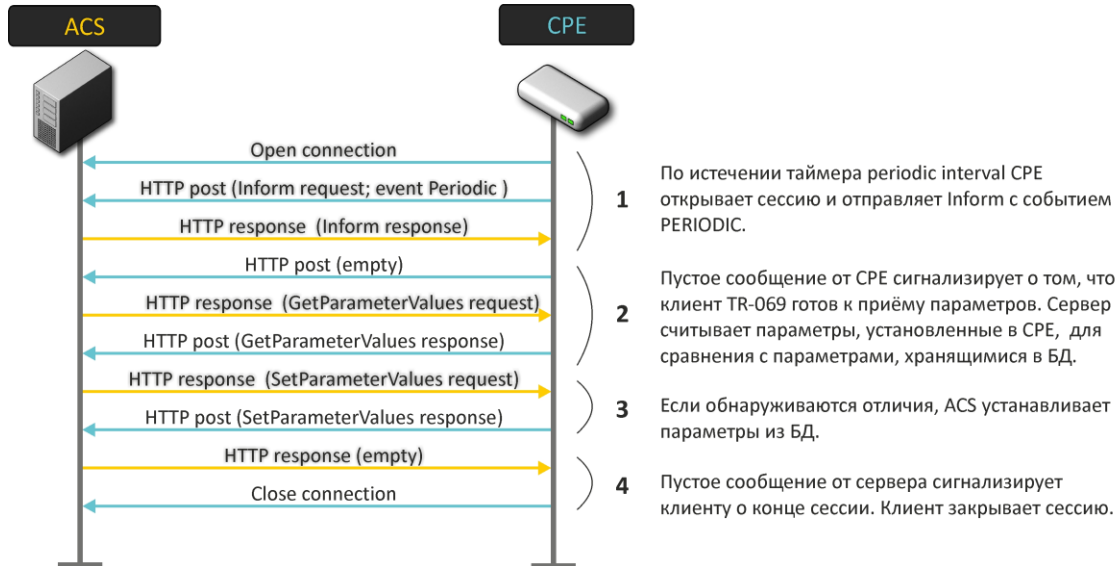 ACS
CPE
Open connection
HTTP post (Inform request; event Periodic )
HTTP response  (Inform response)
HTTP post (empty)
HTTP response  (GetParameterValues request)
HTTP post (GetParameterValues response)
HTTP response  (SetParameterValues request)
HTTP post (SetParameterValues response)
HTTP response (empty)
Close connection
1
По истечении таймера periodic interval CPE
открывает сессию и отправляет Inform с событием
PERIODIC.
2
Пустое сообщение от CPE сигнализирует о том, что
клиент TR-069 готов к приёму параметров. Сервер
считывает параметры, установленные в CPE,  для
сравнения с параметрами, хранящимися в БД.
3
Если обнаруживаются отличия, ACS устанавливает
параметры из БД.
4
Пустое сообщение от сервера сигнализирует
клиенту о конце сессии. Клиент закрывает сессию.